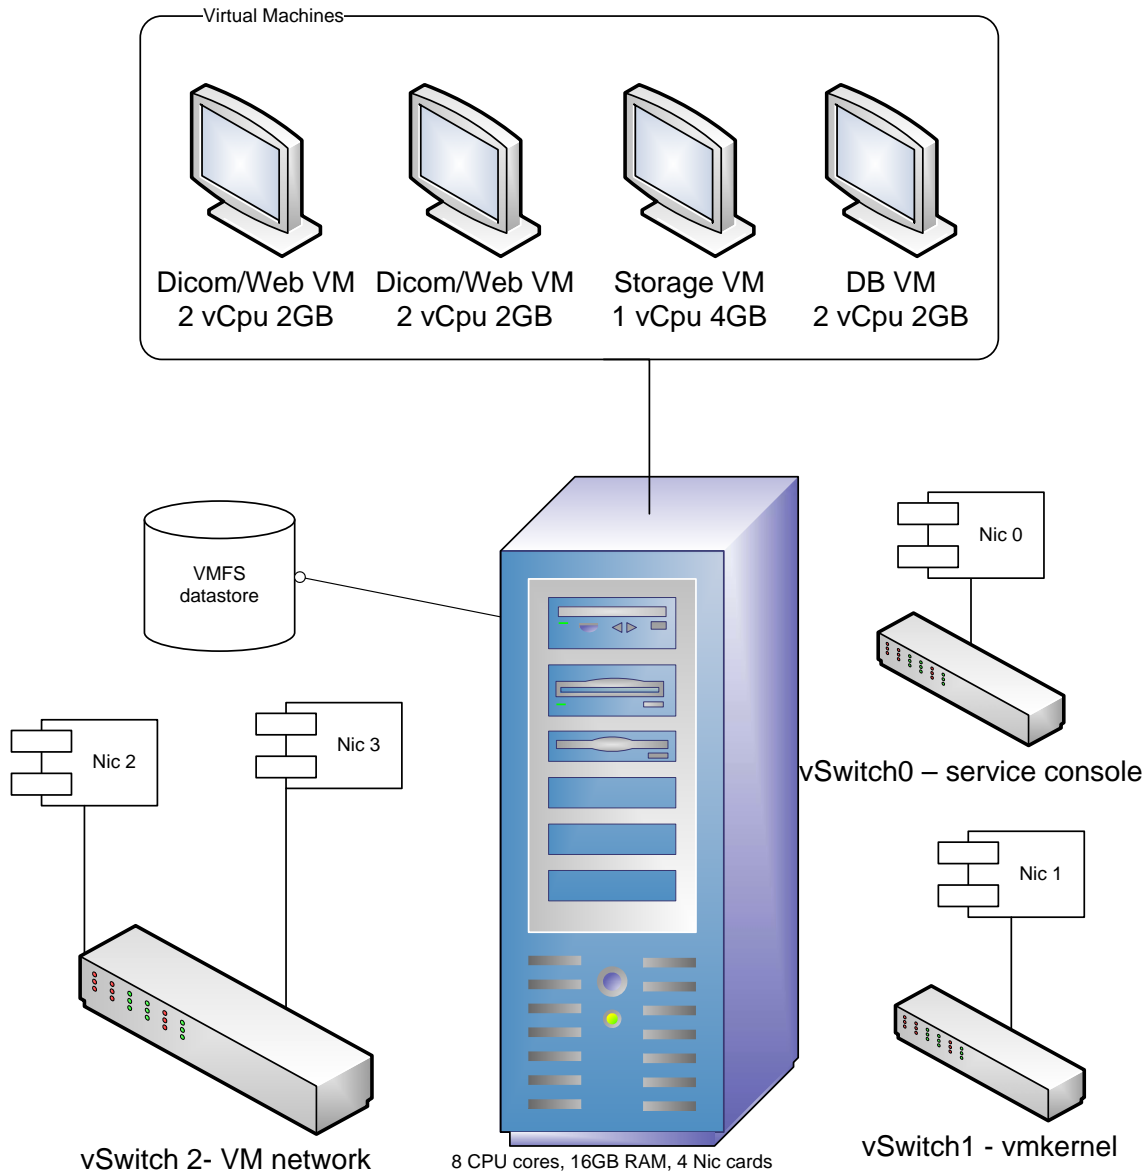 Virtual Machines
Dicom/Web VM
2 vCpu 2GB
Dicom/Web VM
2 vCpu 2GB
Storage VM
1 vCpu 4GB
DB VM
2 vCpu 2GB
VMFS
datastore
Nic 0
vSwitch0 – service console
Nic 2
Nic 3
Nic 1
vSwitch 2- VM network
8 CPU cores, 16GB RAM, 4 Nic cards
vSwitch1 - vmkernel